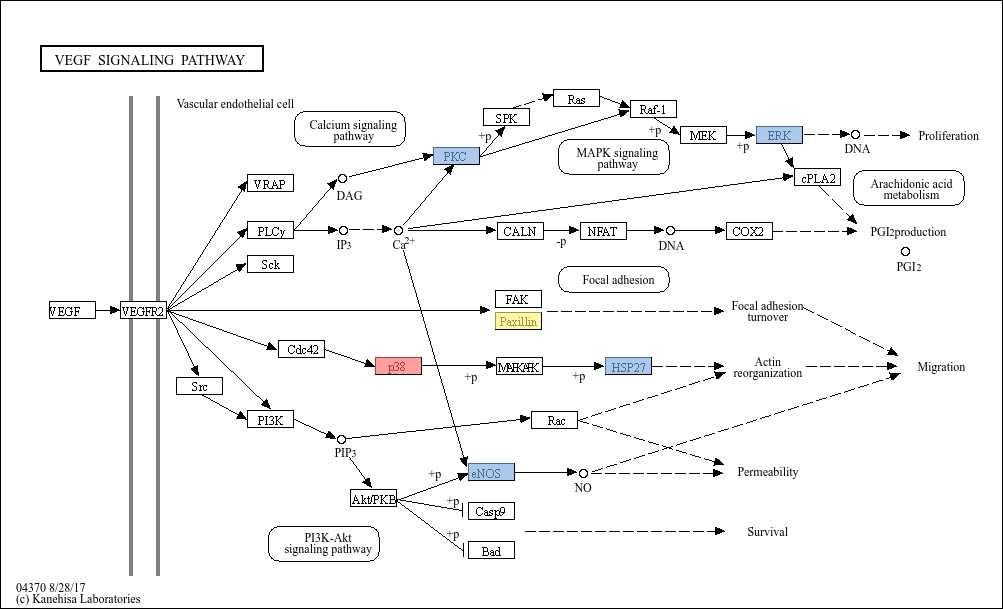 VEGF SIGNALING PATHWAY
Vascular endothelial cell
Calcium signaling
pathway
SPK
Ras
Raf-1
+p
+p
MEK
+p
ERK
DNA
Proliferation
PKC
MAPK signaling
pathway
cPLA2
Arachidonic acid
metabolism
VRAP
DAG
PLCγ
IP3
Ca2+
CALN
-p
NFAT
DNA
COX2
PGI2production
PGI2
Sck
Focal adhesion
VEGF
VEGFR2
FAK
Paxillin
Focal adhesion
turnover
Cdc42
p38
+p
MAPKAPK
+p
HSP27
Actin
reorganization
Migration
Src
PI3K
Rac
PIP3
+p
eNOS
NO
Permeability
Akt/PKB
+p
Casp9
+p
Bad
Survival
PI3K-Akt
signaling pathway
04370 8/28/17
(c) Kanehisa Laboratories